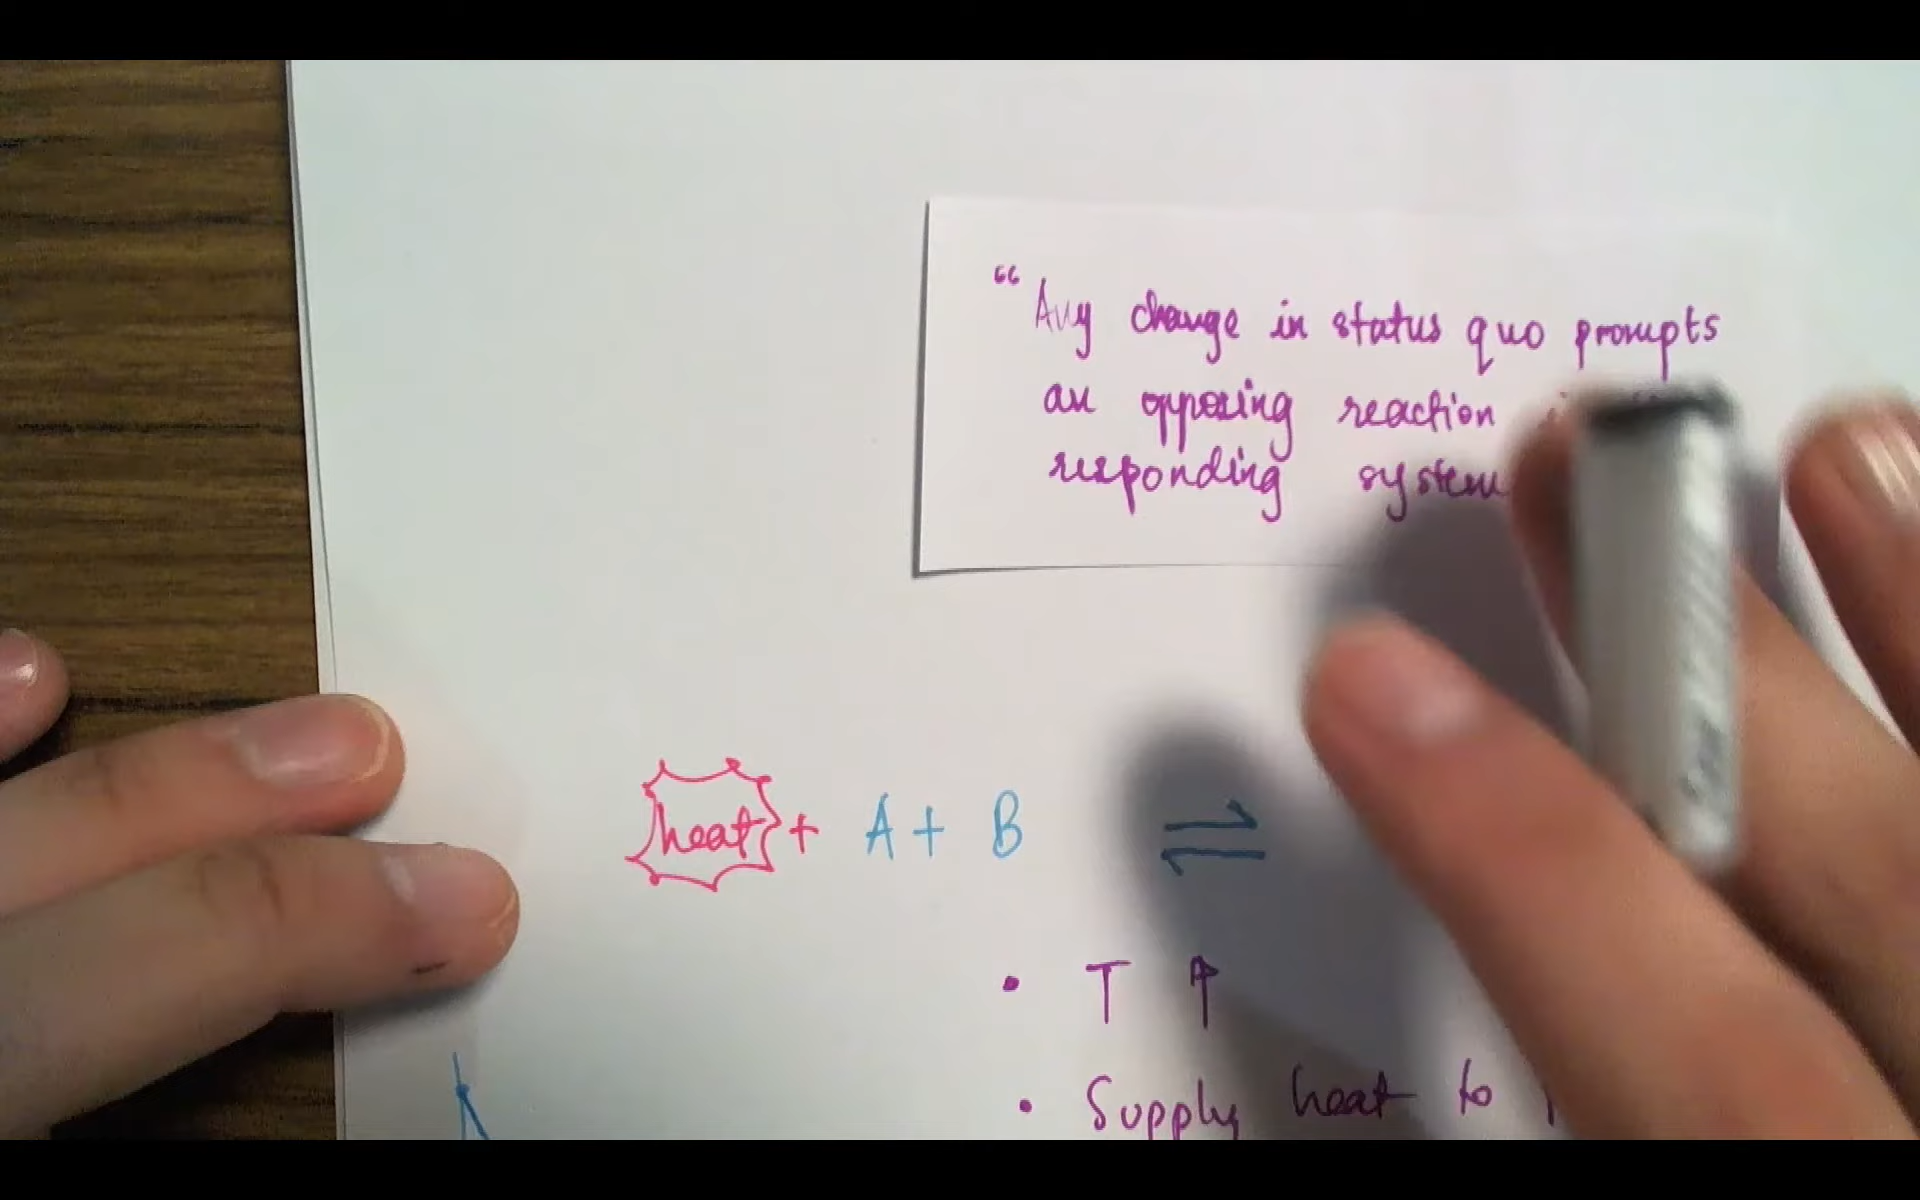 “Any change in status quo prompts
an opposing reaction
responding system
heat + A + B ⇌
• T ↑
• Supply heat to